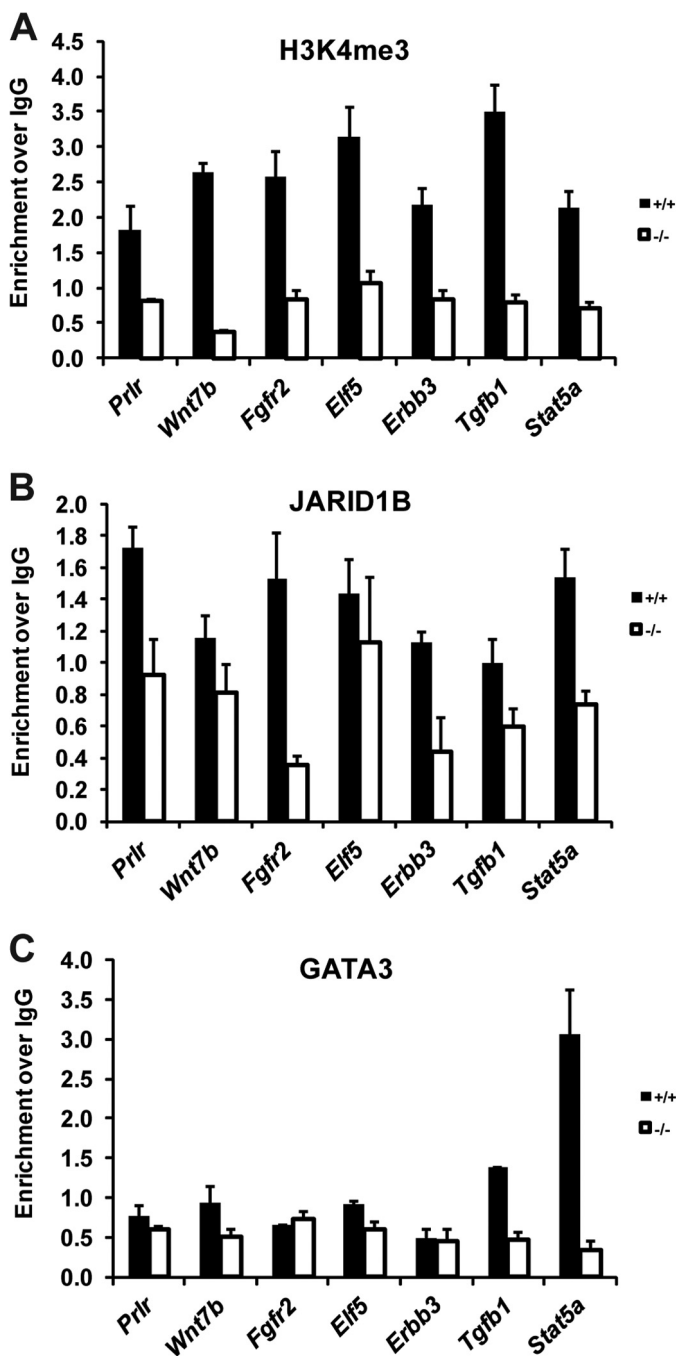 A
H3K4me3
Enrichment over IgG
4.5
4.0
3.5
3.0
2.5
2.0
1.5
1.0
0.5
0.0
+/+
-/-
Prlr
Wnt7b
Fgfr2
Elf5
Erbb3
Tgfb1
Stat5a
B
JARID1B
Enrichment over IgG
2.0
1.8
1.6
1.4
1.2
1.0
0.8
0.6
0.4
0.2
0.0
+/+
-/-
Prlr
Wnt7b
Fgfr2
Elf5
Erbb3
Tgfb1
Stat5a
C
GATA3
Enrichment over IgG
4.0
3.5
3.0
2.5
2.0
1.5
1.0
0.5
0.0
+/+
-/-
Prlr
Wnt7b
Fgfr2
Elf5
Erbb3
Tgfb1
Stat5a